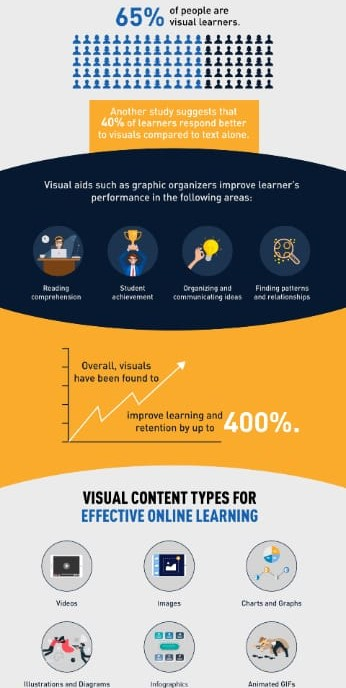 65% of people are
visual learners.
Another study suggests that
40% of learners respond better
to visuals compared to text alone.
Visual aids such as graphic organizers improve learner's
performance in the following areas:
Reading
comprehension
Student
achievement
Organizing and
communicating ideas
Finding patterns
and relationships
Overall, visuals
have been found to
improve learning and
retention by up to 400%.
VISUAL CONTENT TYPES FOR
EFFECTIVE ONLINE LEARNING
Videos
Images
Charts and Graphs
Illustrations and Diagrams
Infographics
Animated GIFs